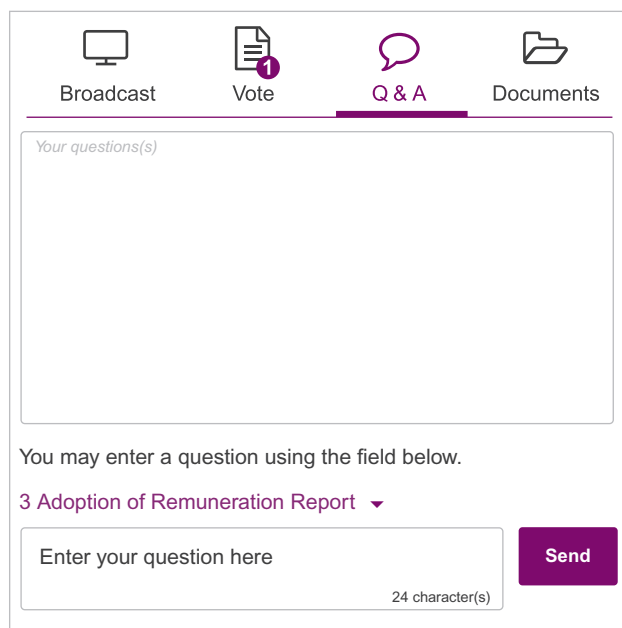 1
Broadcast Vote Q & A Documents
Your questions(s)
You may enter a question using the field below.
3 Adoption of Remuneration Report
Enter your question here
Send
24 character(s)